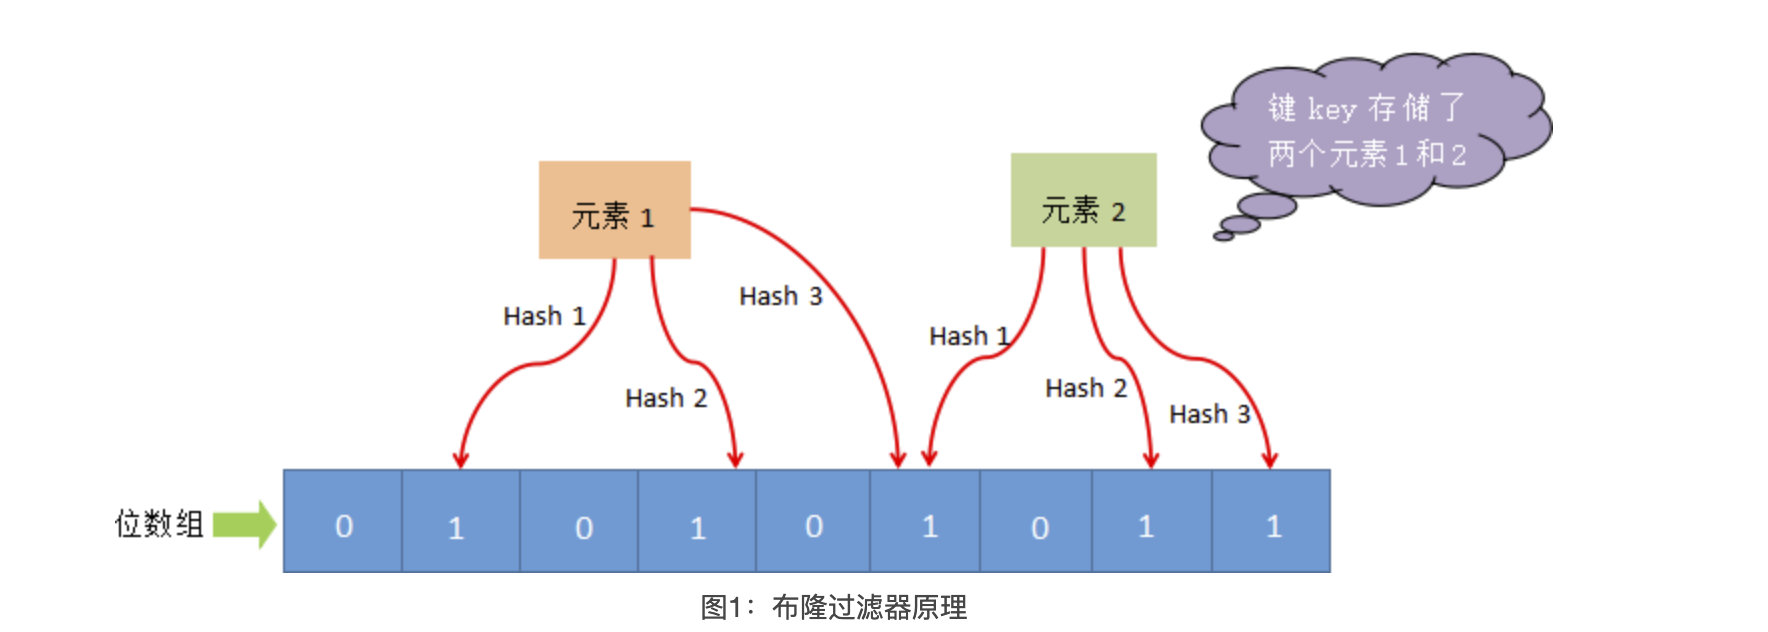 键 key 存储了
两个元素1和2
元素 1
元素 2
Hash 1
Hash 2
Hash 3
Hash 1
Hash 2
Hash 3
位数组
0 1 0 1 0 1 0 1 1
图1：布隆过滤器原理